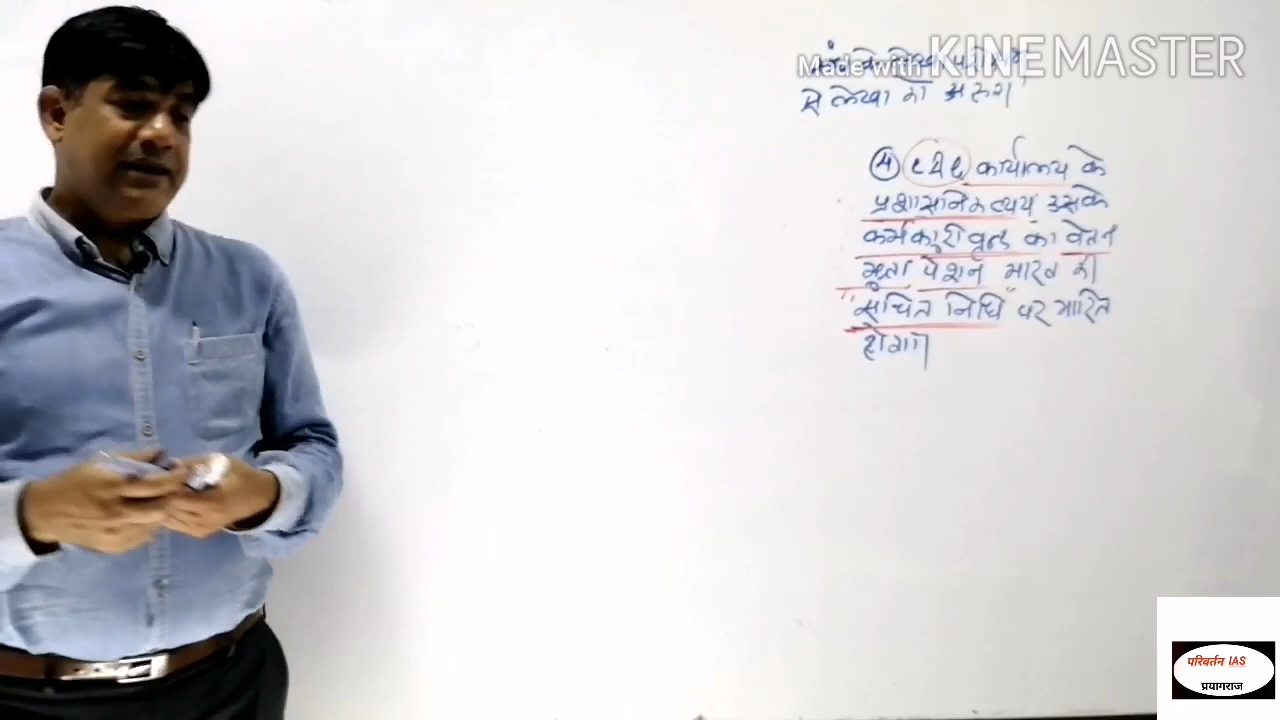 Made with KINEMASTER
से लेखा को अलग
④ CAG कार्यालय के
प्रशासनिक व्यय उसके
कर्मचारी वृन्द का वेतन
भत्ता पेंशन भारत की
"संचित निधि" पर भारित
होगा।
परिवर्तन IAS
प्रयागराज